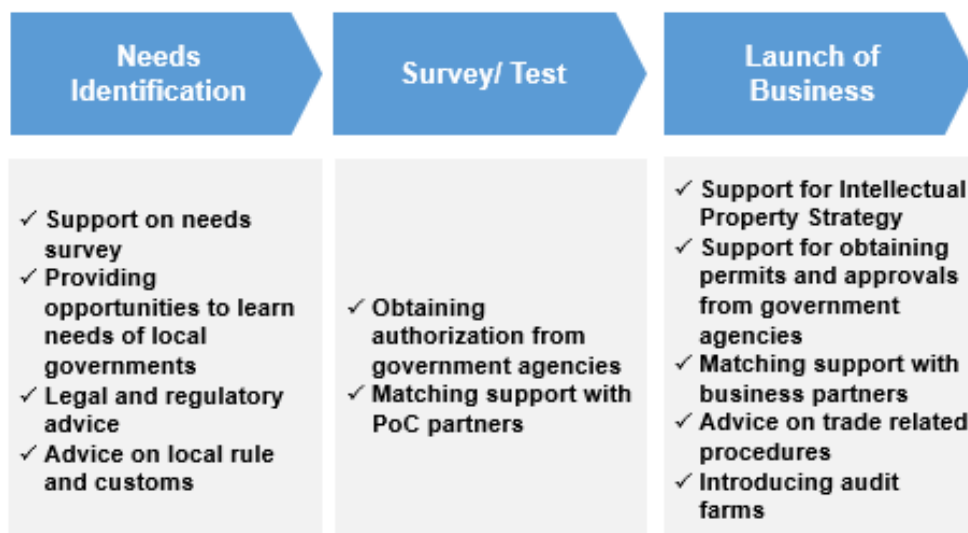 Needs
Identification
Survey/ Test
Launch of
Business
✓ Support on needs
survey
✓ Providing
opportunities to learn
needs of local
governments
✓ Legal and regulatory
advice
✓ Advice on local rule
and customs
✓ Obtaining
authorization from
government agencies
✓ Matching support with
PoC partners
✓ Support for Intellectual
Property Strategy
✓ Support for obtaining
permits and approvals
from government
agencies
✓ Matching support with
business partners
✓ Advice on trade related
procedures
✓ Introducing audit
farms